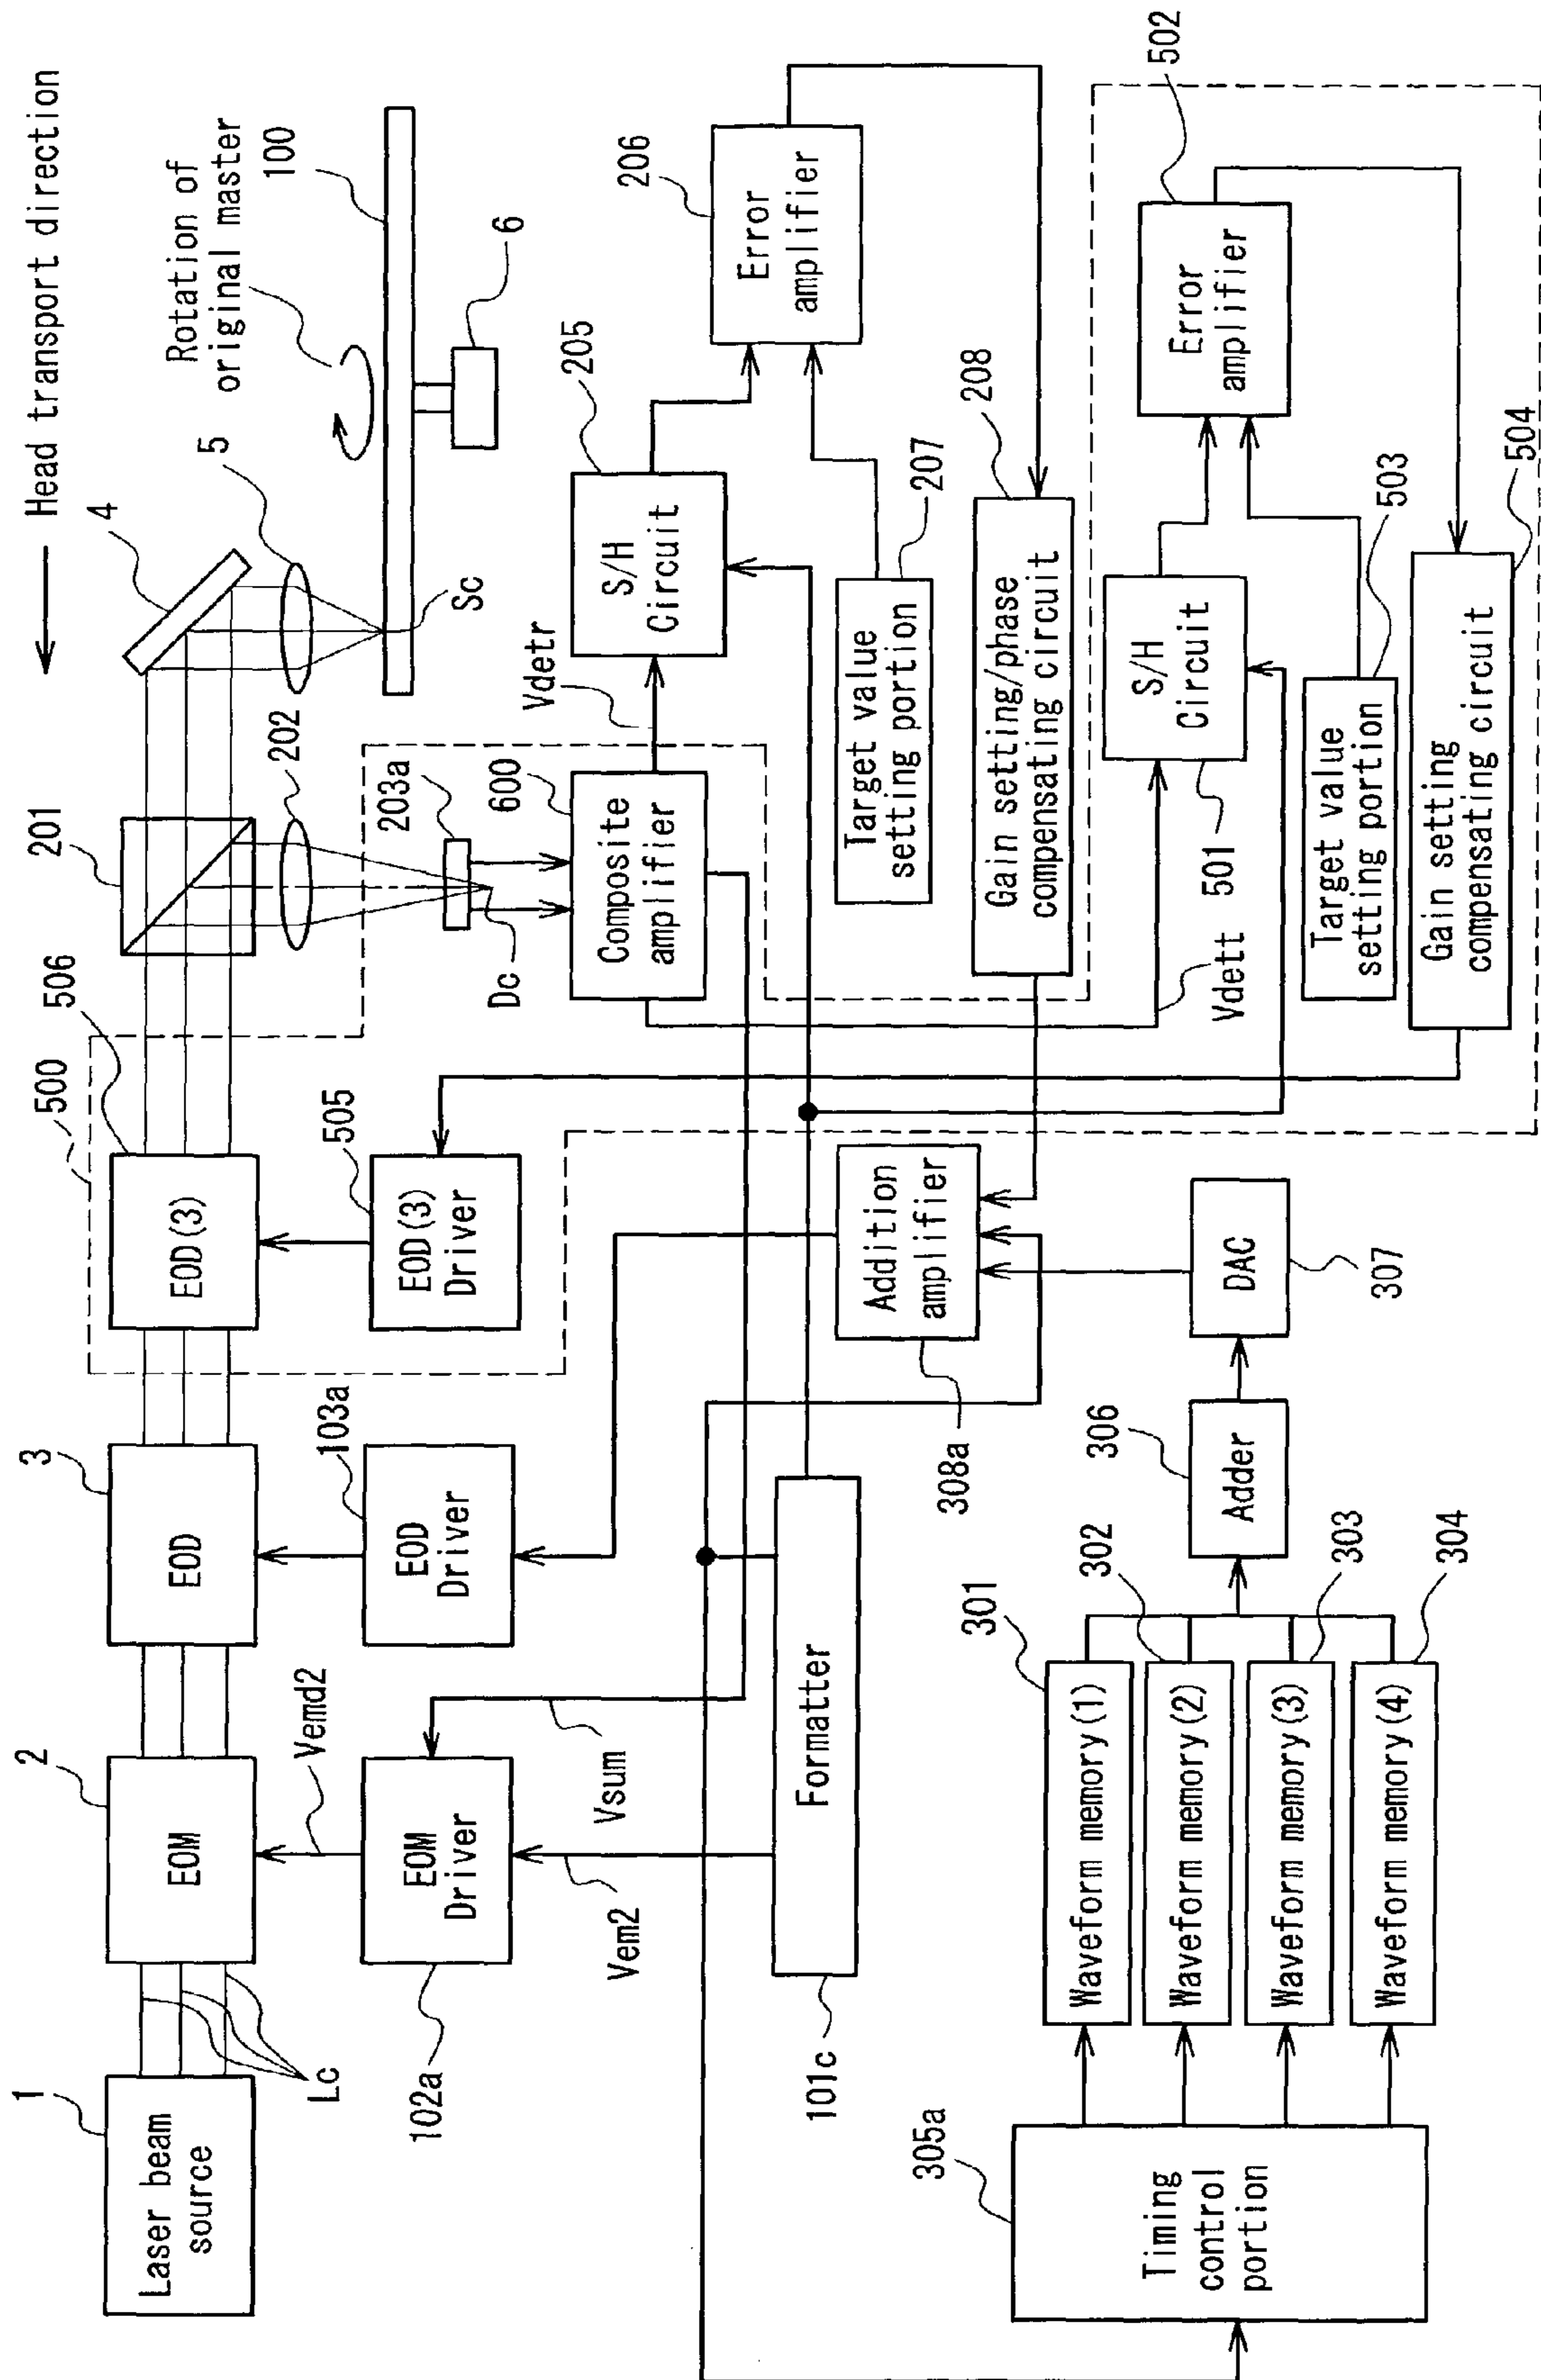 Head transport direction
1
Laser beam
source
Lc
2
EOM
3
EOD
500
506
EOD(3)
201
202
4
5
Rotation of
original master
100
6
Sc
Vemd2
102a
EOM
Driver
103a
EOD
Driver
505
EOD(3)
Driver
203a
Dc
600
Composite
amplifier
Vdetr
205
S/H
Circuit
206
Error
amplifier
Vem2
Vsum
101c
Formatter
308a
Addition
amplifier
207
Target value
setting portion
208
Gain setting/phase
compensating circuit
305a
Timing
control
portion
301
Waveform memory(1)
302
Waveform memory(2)
303
Waveform memory(3)
304
Waveform memory(4)
306
Adder
307
DAC
Vdett
501
S/H
Circuit
502
Error
amplifier
503
Target value
setting portion
504
Gain setting
compensating circuit